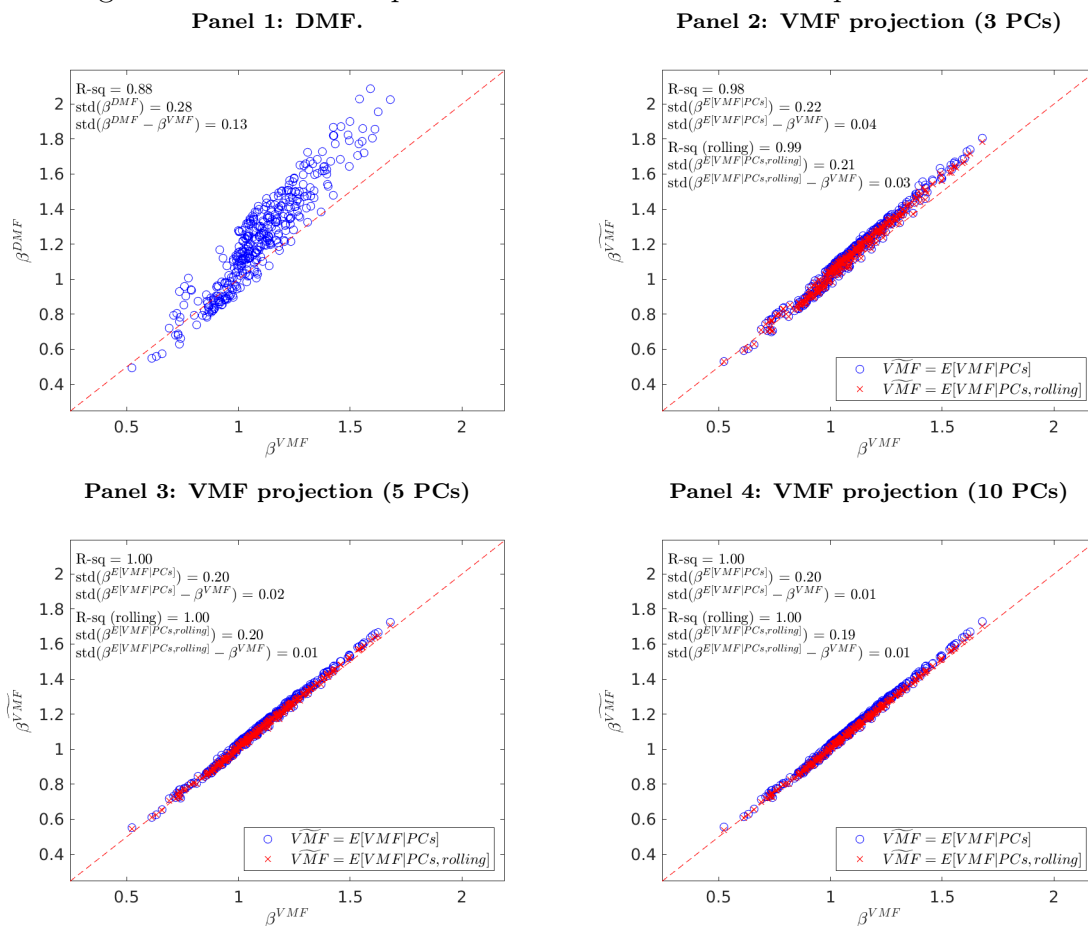 Panel 1: DMF.
R-sq = 0.88
std(β^{DMF}) = 0.28
std(β^{DMF} − β^{VMF}) = 0.13
2
1.8
1.6
1.4
1.2
1
0.8
0.6
0.4
β^{DMF}
0.5 1 1.5 2
β^{VMF}
Panel 2: VMF projection (3 PCs)
R-sq = 0.98
std(β^{E[VMF|PCs]}) = 0.22
std(β^{E[VMF|PCs]} − β^{VMF}) = 0.04
R-sq (rolling) = 0.99
std(β^{E[VMF|PCs,rolling]}) = 0.21
std(β^{E[VMF|PCs,rolling]} − β^{VMF}) = 0.03
2
1.8
1.6
1.4
1.2
1
0.8
0.6
0.4
β^{\widetilde{VMF}}
\widetilde{VMF} = E[VMF|PCs]
\widetilde{VMF} = E[VMF|PCs, rolling]
0.5 1 1.5 2
β^{VMF}
Panel 3: VMF projection (5 PCs)
R-sq = 1.00
std(β^{E[VMF|PCs]}) = 0.20
std(β^{E[VMF|PCs]} − β^{VMF}) = 0.02
R-sq (rolling) = 1.00
std(β^{E[VMF|PCs,rolling]}) = 0.20
std(β^{E[VMF|PCs,rolling]} − β^{VMF}) = 0.01
2
1.8
1.6
1.4
1.2
1
0.8
0.6
0.4
β^{\widetilde{VMF}}
\widetilde{VMF} = E[VMF|PCs]
\widetilde{VMF} = E[VMF|PCs, rolling]
0.5 1 1.5 2
β^{VMF}
Panel 4: VMF projection (10 PCs)
R-sq = 1.00
std(β^{E[VMF|PCs]}) = 0.20
std(β^{E[VMF|PCs]} − β^{VMF}) = 0.01
R-sq (rolling) = 1.00
std(β^{E[VMF|PCs,rolling]}) = 0.19
std(β^{E[VMF|PCs,rolling]} − β^{VMF}) = 0.01
2
1.8
1.6
1.4
1.2
1
0.8
0.6
0.4
β^{\widetilde{VMF}}
\widetilde{VMF} = E[VMF|PCs]
\widetilde{VMF} = E[VMF|PCs, rolling]
0.5 1 1.5 2
β^{VMF}